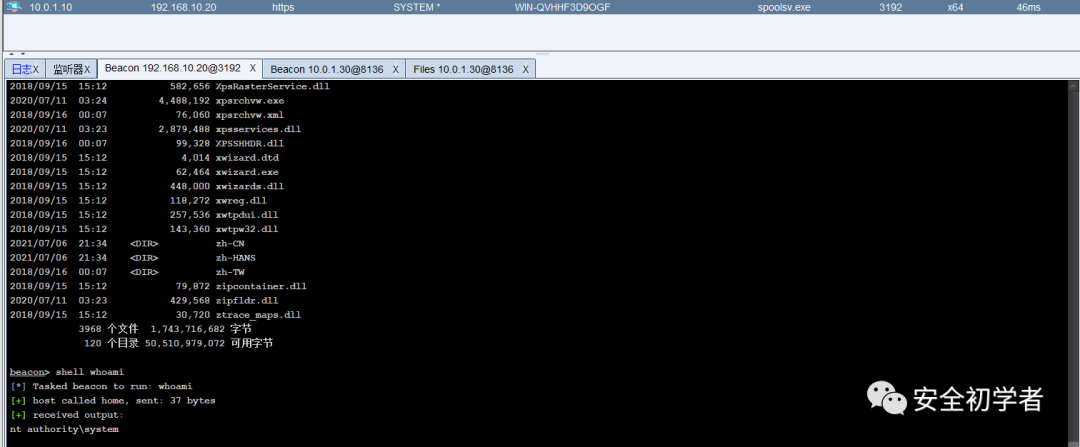 10.0.1.10 192.168.10.20 https SYSTEM * WIN-QVHHF3D9OGF spoolsv.exe 3192 x64 46ms
日志X 监听器X Beacon 192.168.10.20@3192 X Beacon 10.0.1.30@8136 X Files 10.0.1.30@8136 X
2018/09/15 15:12 582,656 XpsRasterService.dll
2020/07/11 03:24 4,488,192 xpsrchvw.exe
2018/09/16 00:07 76,060 xpsrchvw.xml
2020/07/11 03:23 2,879,488 xpsservices.dll
2018/09/16 00:07 99,328 XPSSHHDR.dll
2018/09/15 15:12 4,014 xwizard.dtd
2018/09/15 15:12 62,464 xwizard.exe
2018/09/15 15:12 448,000 xwizards.dll
2018/09/15 15:12 118,272 xwreg.dll
2018/09/15 15:12 257,536 xwtpdui.dll
2018/09/15 15:12 143,360 xwtpw32.dll
2021/07/06 21:34 <DIR> zh-CN
2021/07/06 21:34 <DIR> zh-HANS
2018/09/16 00:07 <DIR> zh-TW
2018/09/15 15:12 79,872 zipcontainer.dll
2020/07/11 03:23 429,568 zipfldr.dll
2018/09/15 15:12 30,720 ztrace_maps.dll
3968 个文件 1,743,716,682 字节
120 个目录 50,510,979,072 可用字节
beacon> shell whoami
[*] Tasked beacon to run: whoami
[+] host called home, sent: 37 bytes
[+] received output:
nt authority\system
安全初学者